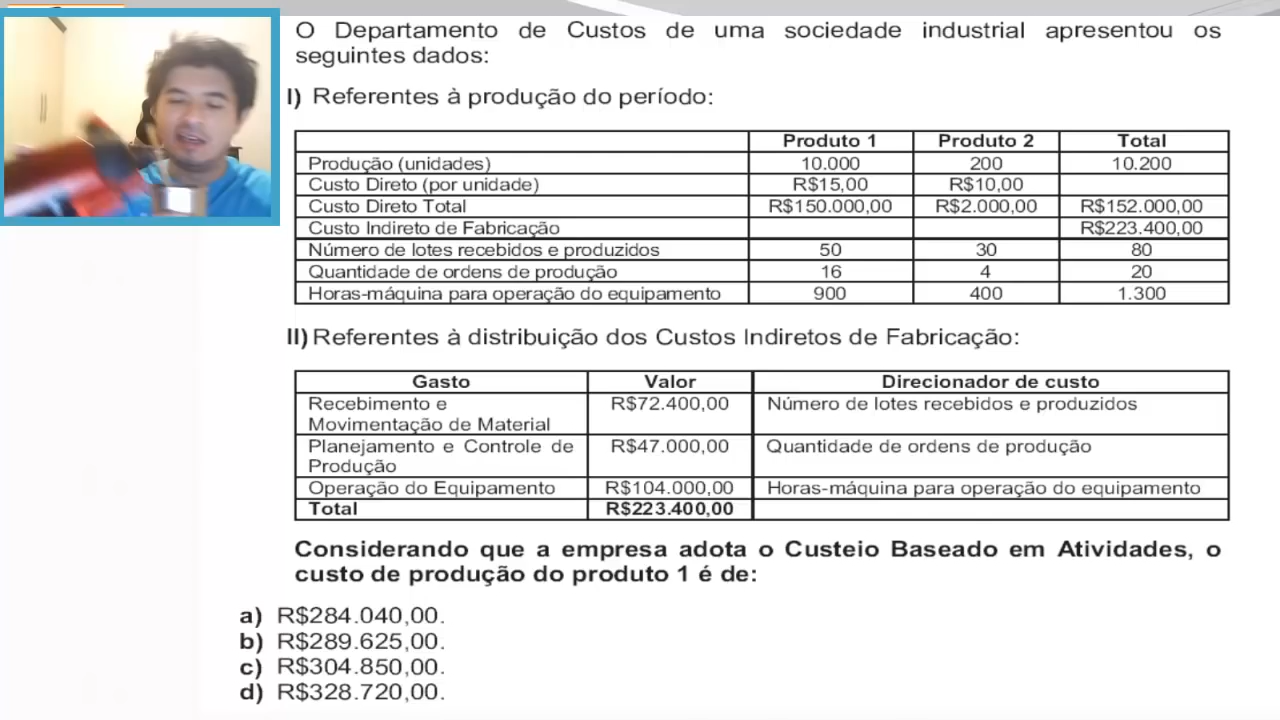 O Departamento de Custos de uma sociedade industrial apresentou os
seguintes dados:
I) Referentes à produção do período:
Produto 1 Produto 2 Total
Produção (unidades) 10.000 200 10.200
Custo Direto (por unidade) R$15,00 R$10,00
Custo Direto Total R$150.000,00 R$2.000,00 R$152.000,00
Custo Indireto de Fabricação R$223.400,00
Número de lotes recebidos e produzidos 50 30 80
Quantidade de ordens de produção 16 4 20
Horas-máquina para operação do equipamento 900 400 1.300
II) Referentes à distribuição dos Custos Indiretos de Fabricação:
Gasto Valor Direcionador de custo
Recebimento e R$72.400,00 Número de lotes recebidos e produzidos
Movimentação de Material
Planejamento e Controle de R$47.000,00 Quantidade de ordens de produção
Produção
Operação do Equipamento R$104.000,00 Horas-máquina para operação do equipamento
Total R$223.400,00
Considerando que a empresa adota o Custeio Baseado em Atividades, o
custo de produção do produto 1 é de:
a) R$284.040,00.
b) R$289.625,00.
c) R$304.850,00.
d) R$328.720,00.